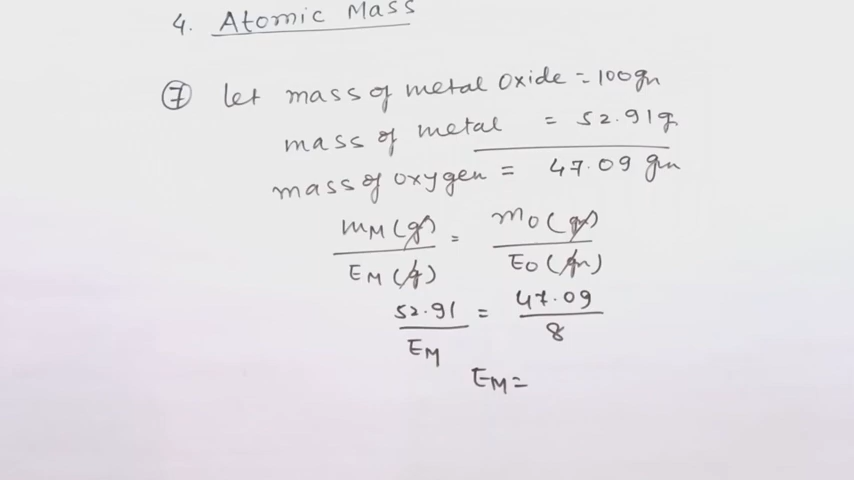 4. Atomic Mass
7 let mass of metal oxide = 100gm
mass of metal = 52.91g
mass of oxygen = 47.09 gm
mM(g) / EM(g) = mO(g) / EO(gm)
52.91 / EM = 47.09 / 8
EM =